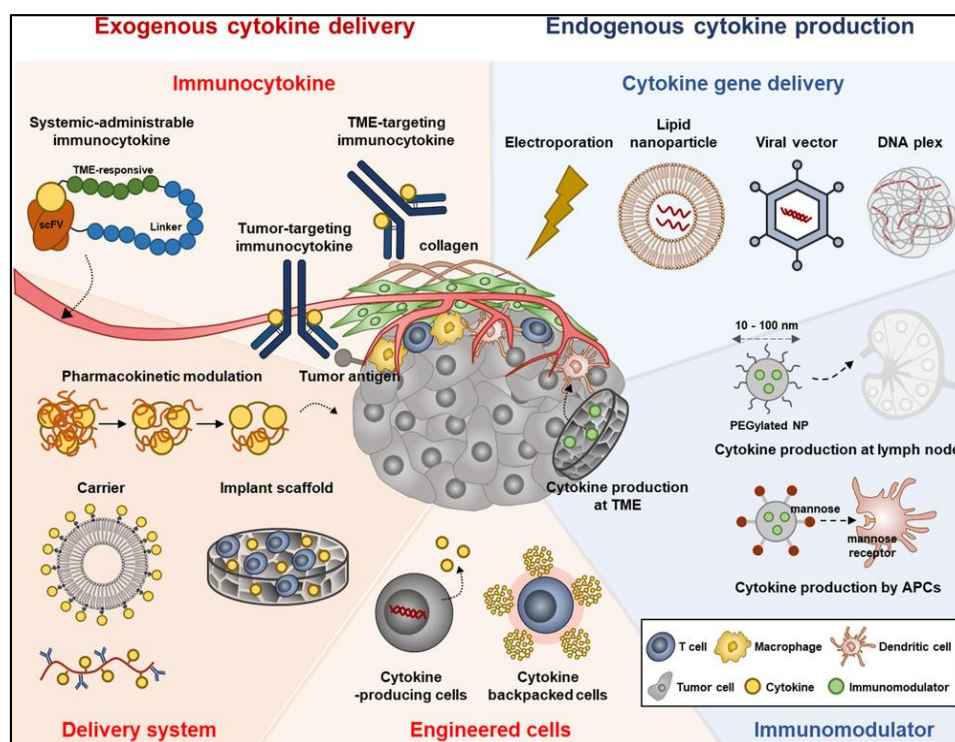 Exogenous cytokine delivery
Endogenous cytokine production
Immunocytokine
Systemic-administrable
immunocytokine
TME-responsive
scFV
Linker
TME-targeting
immunocytokine
Tumor-targeting
immunocytokine
collagen
Cytokine gene delivery
Electroporation
Lipid
nanoparticle
Viral vector
DNA plex
Pharmacokinetic modulation
Tumor antigen
Carrier
Implant scaffold
Delivery system
Cytokine
-producing cells
Cytokine
backpacked cells
Engineered cells
Cytokine production
at TME
10 - 100 nm
PEGylated NP
Cytokine production at lymph node
mannose
mannose
receptor
Cytokine production by APCs
T cell
Macrophage
Dendritic cell
Tumor cell
Cytokine
Immunomodulator
Immunomodulator